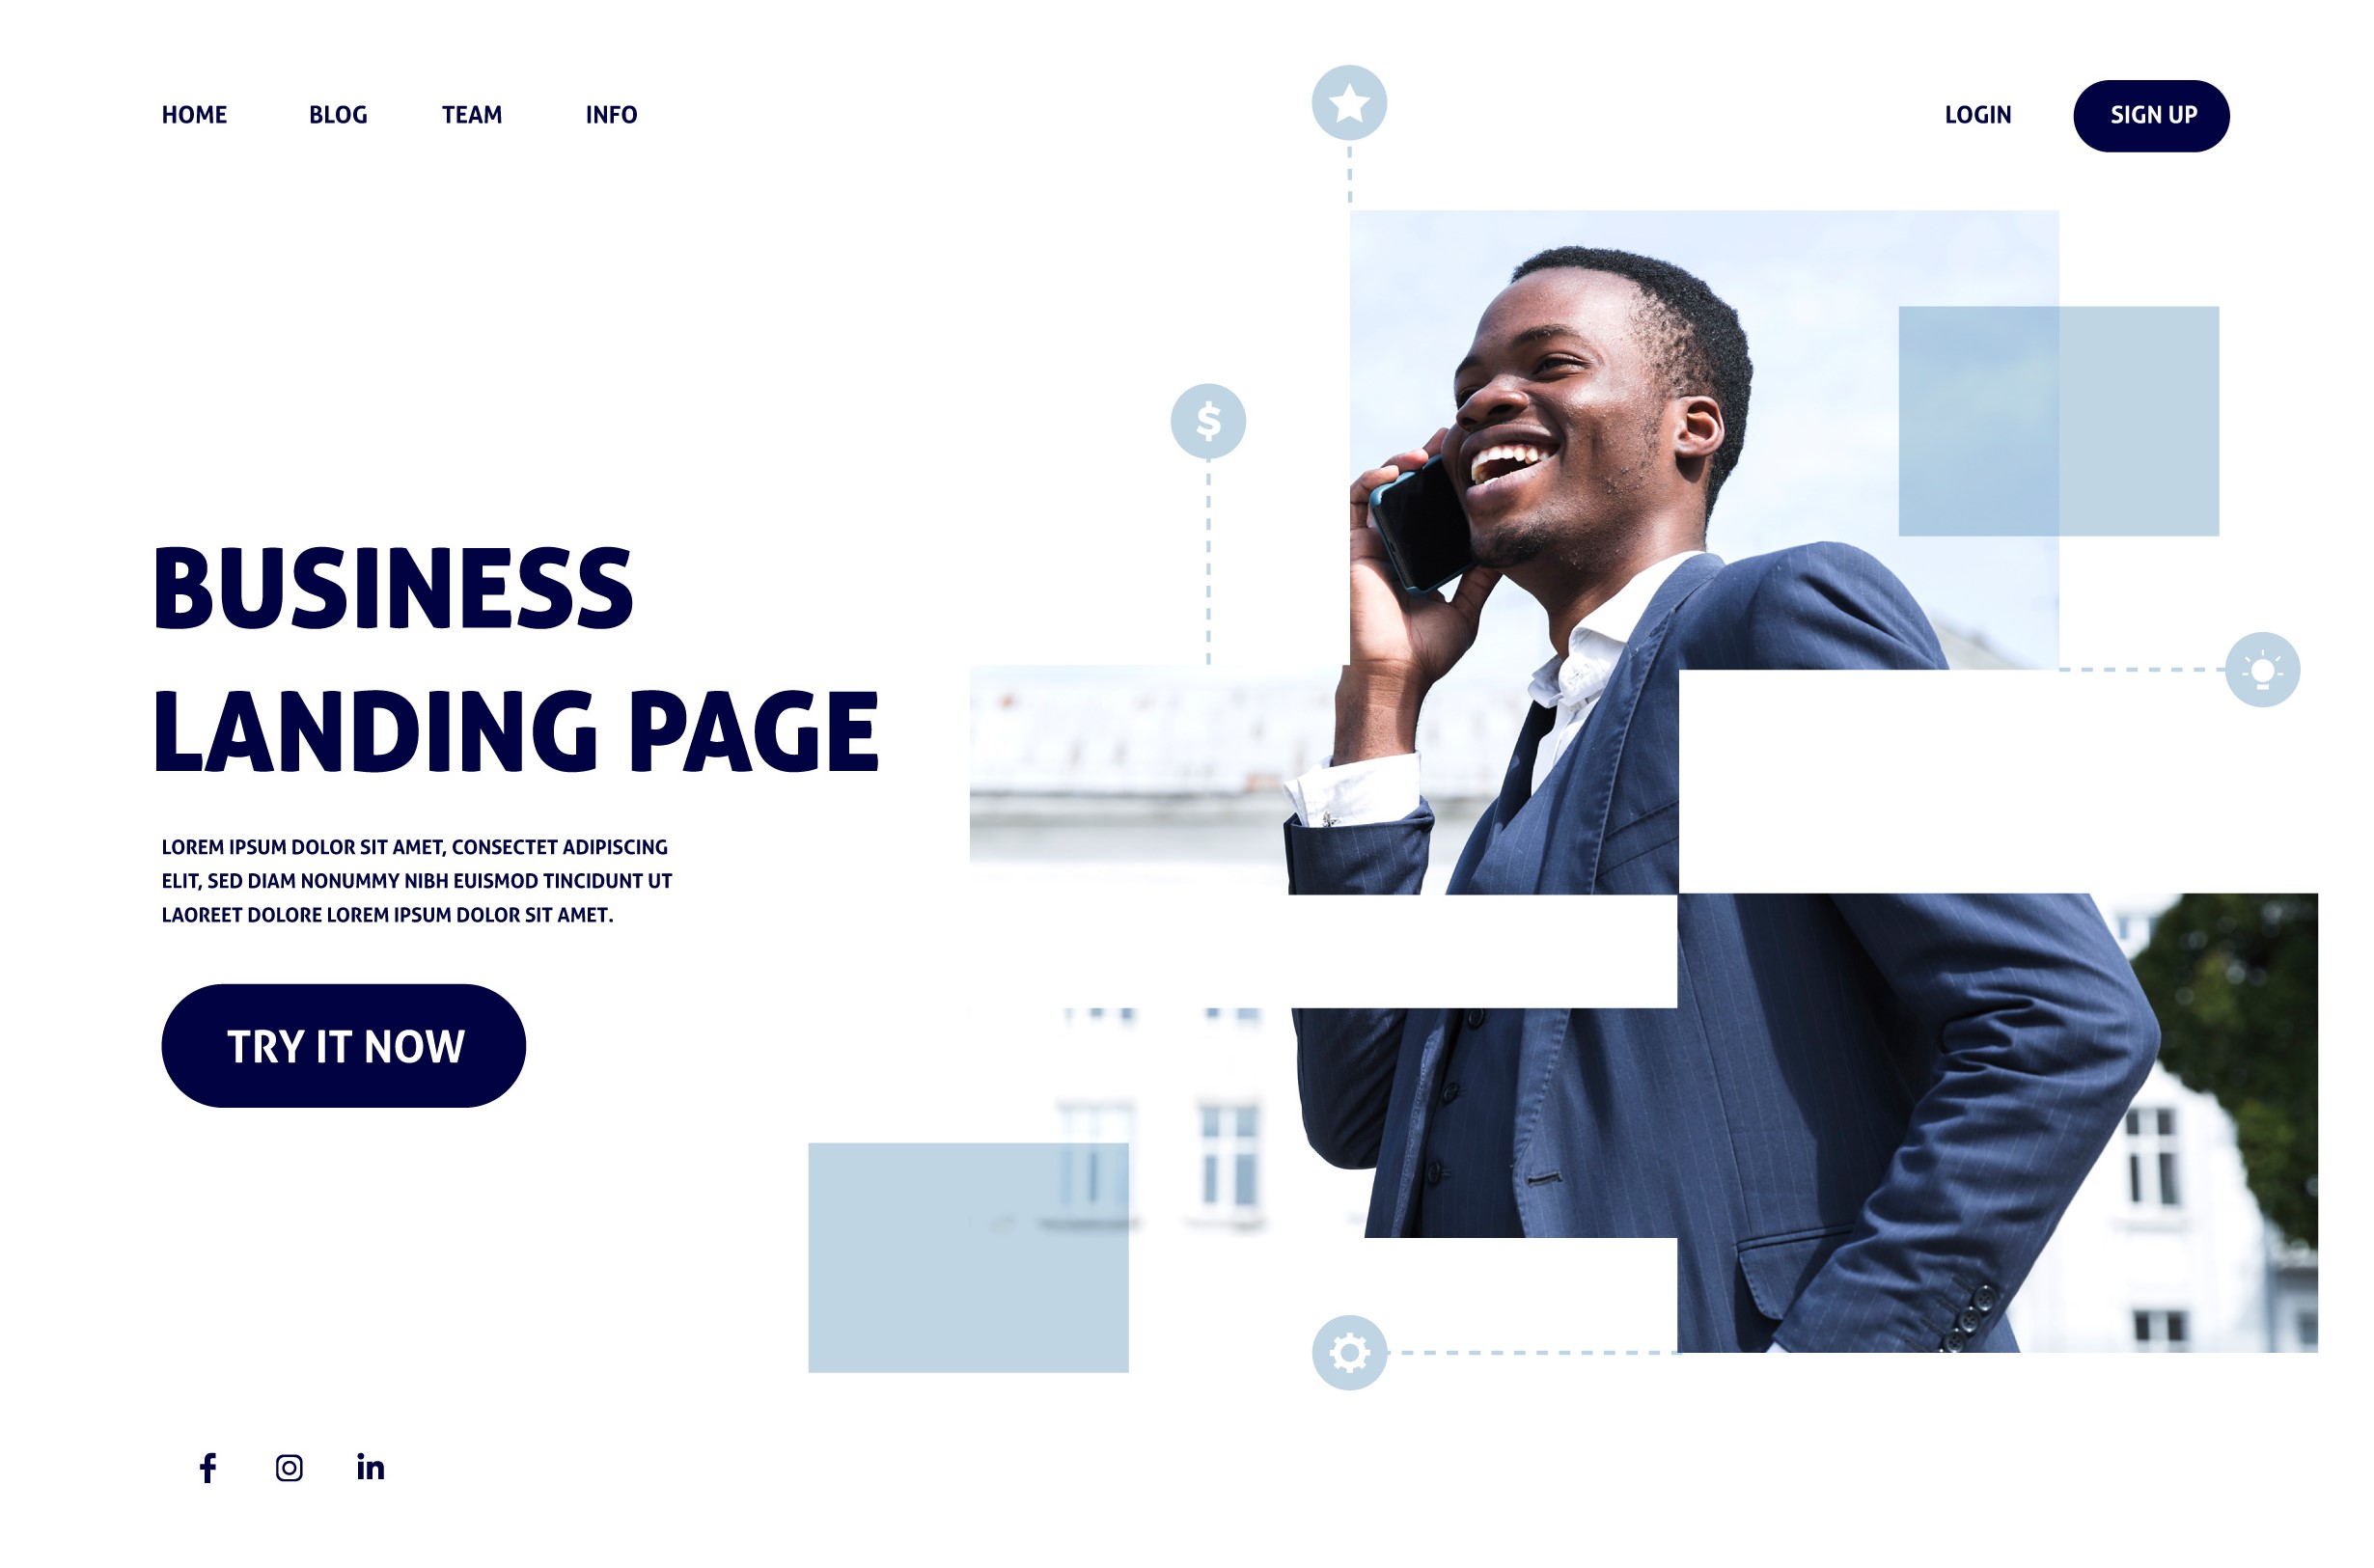 HOME BLOG TEAM INFO LOGIN SIGN UP
$
BUSINESS
LANDING PAGE
LOREM IPSUM DOLOR SIT AMET, CONSECTET ADIPISCING
ELIT, SED DIAM NONUMMY NIBH EUISMOD TINCIDUNT UT
LAOREET DOLORE LOREM IPSUM DOLOR SIT AMET.
TRY IT NOW
f in